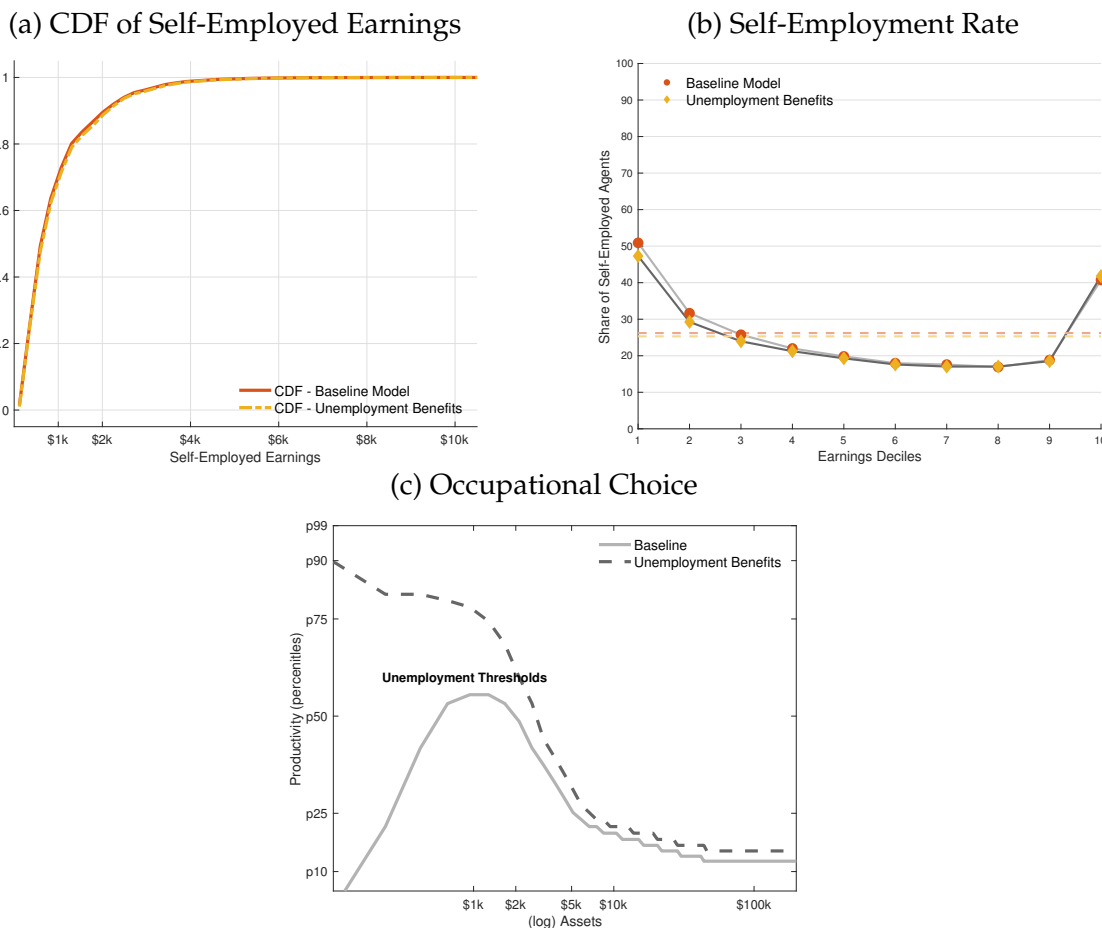 (a) CDF of Self-Employed Earnings
1
.8
.6
.4
.2
0
$1k $2k $4k $6k $8k $10k
Self-Employed Earnings
CDF - Baseline Model
CDF - Unemployment Benefits
(b) Self-Employment Rate
Share of Self-Employed Agents
100
90
80
70
60
50
40
30
20
10
0
1 2 3 4 5 6 7 8 9 10
Earnings Deciles
Baseline Model
Unemployment Benefits
(c) Occupational Choice
Productivity (percenitles)
p99
p90
p75
p50
p25
p10
$1k $2k $5k $10k $100k
(log) Assets
Baseline
Unemployment Benefits
Unemployment Thresholds